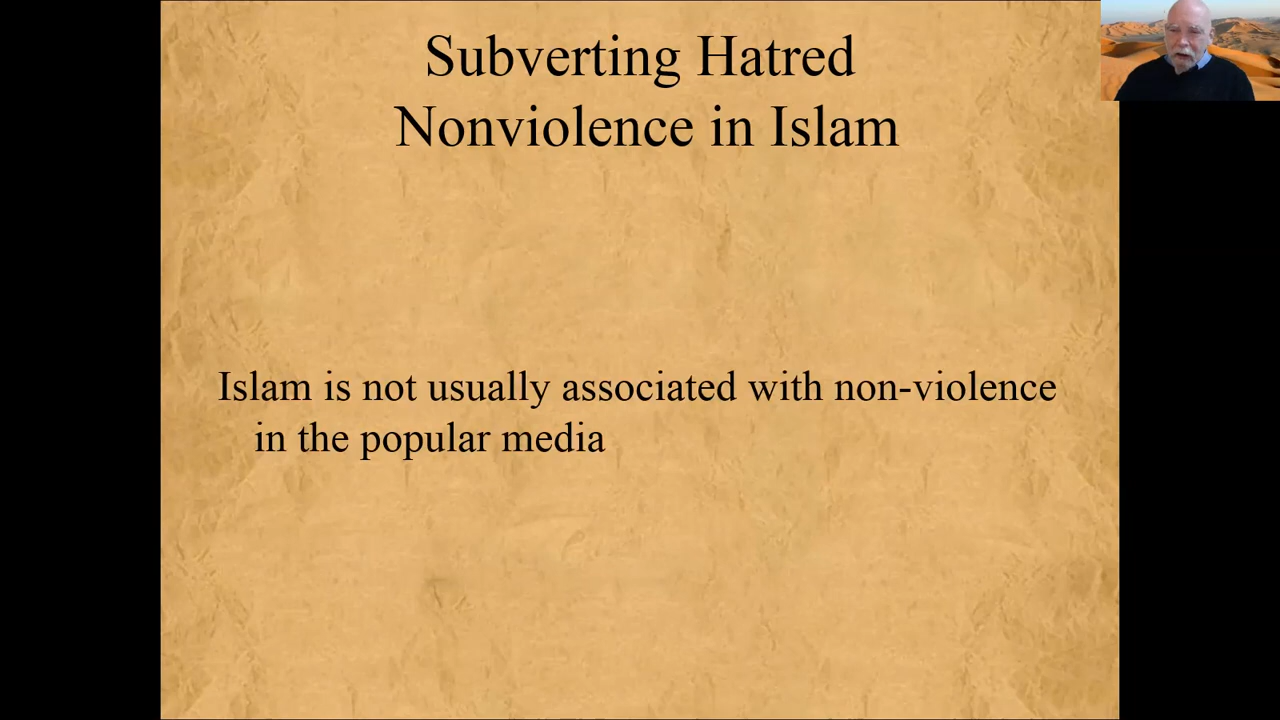 Subverting Hatred
Nonviolence in Islam
Islam is not usually associated with non-violence
in the popular media